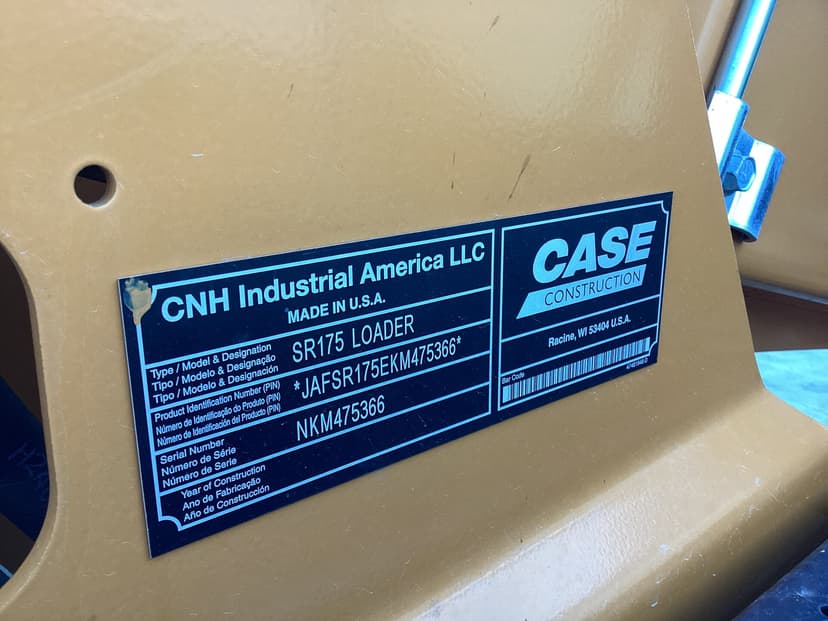 CNH Industrial America LLC
MADE IN U.S.A.
Type / Model & Designation
Tipo / Modelo & Designação
Tipo / Modelo & Designación
SR175 LOADER
Product Identification Number (PIN)
Número de Identificação do Produto (PIN)
Número de Identificación del Producto (PIN)
*JAFSR175EKM475366*
Serial Number
Número de Série
Número de Serie
NKM475366
Year of Construction
Ano de Fabricação
Año de Construcción
CASE
CONSTRUCTION
Racine, WI 53404 U.S.A.
Bar Code